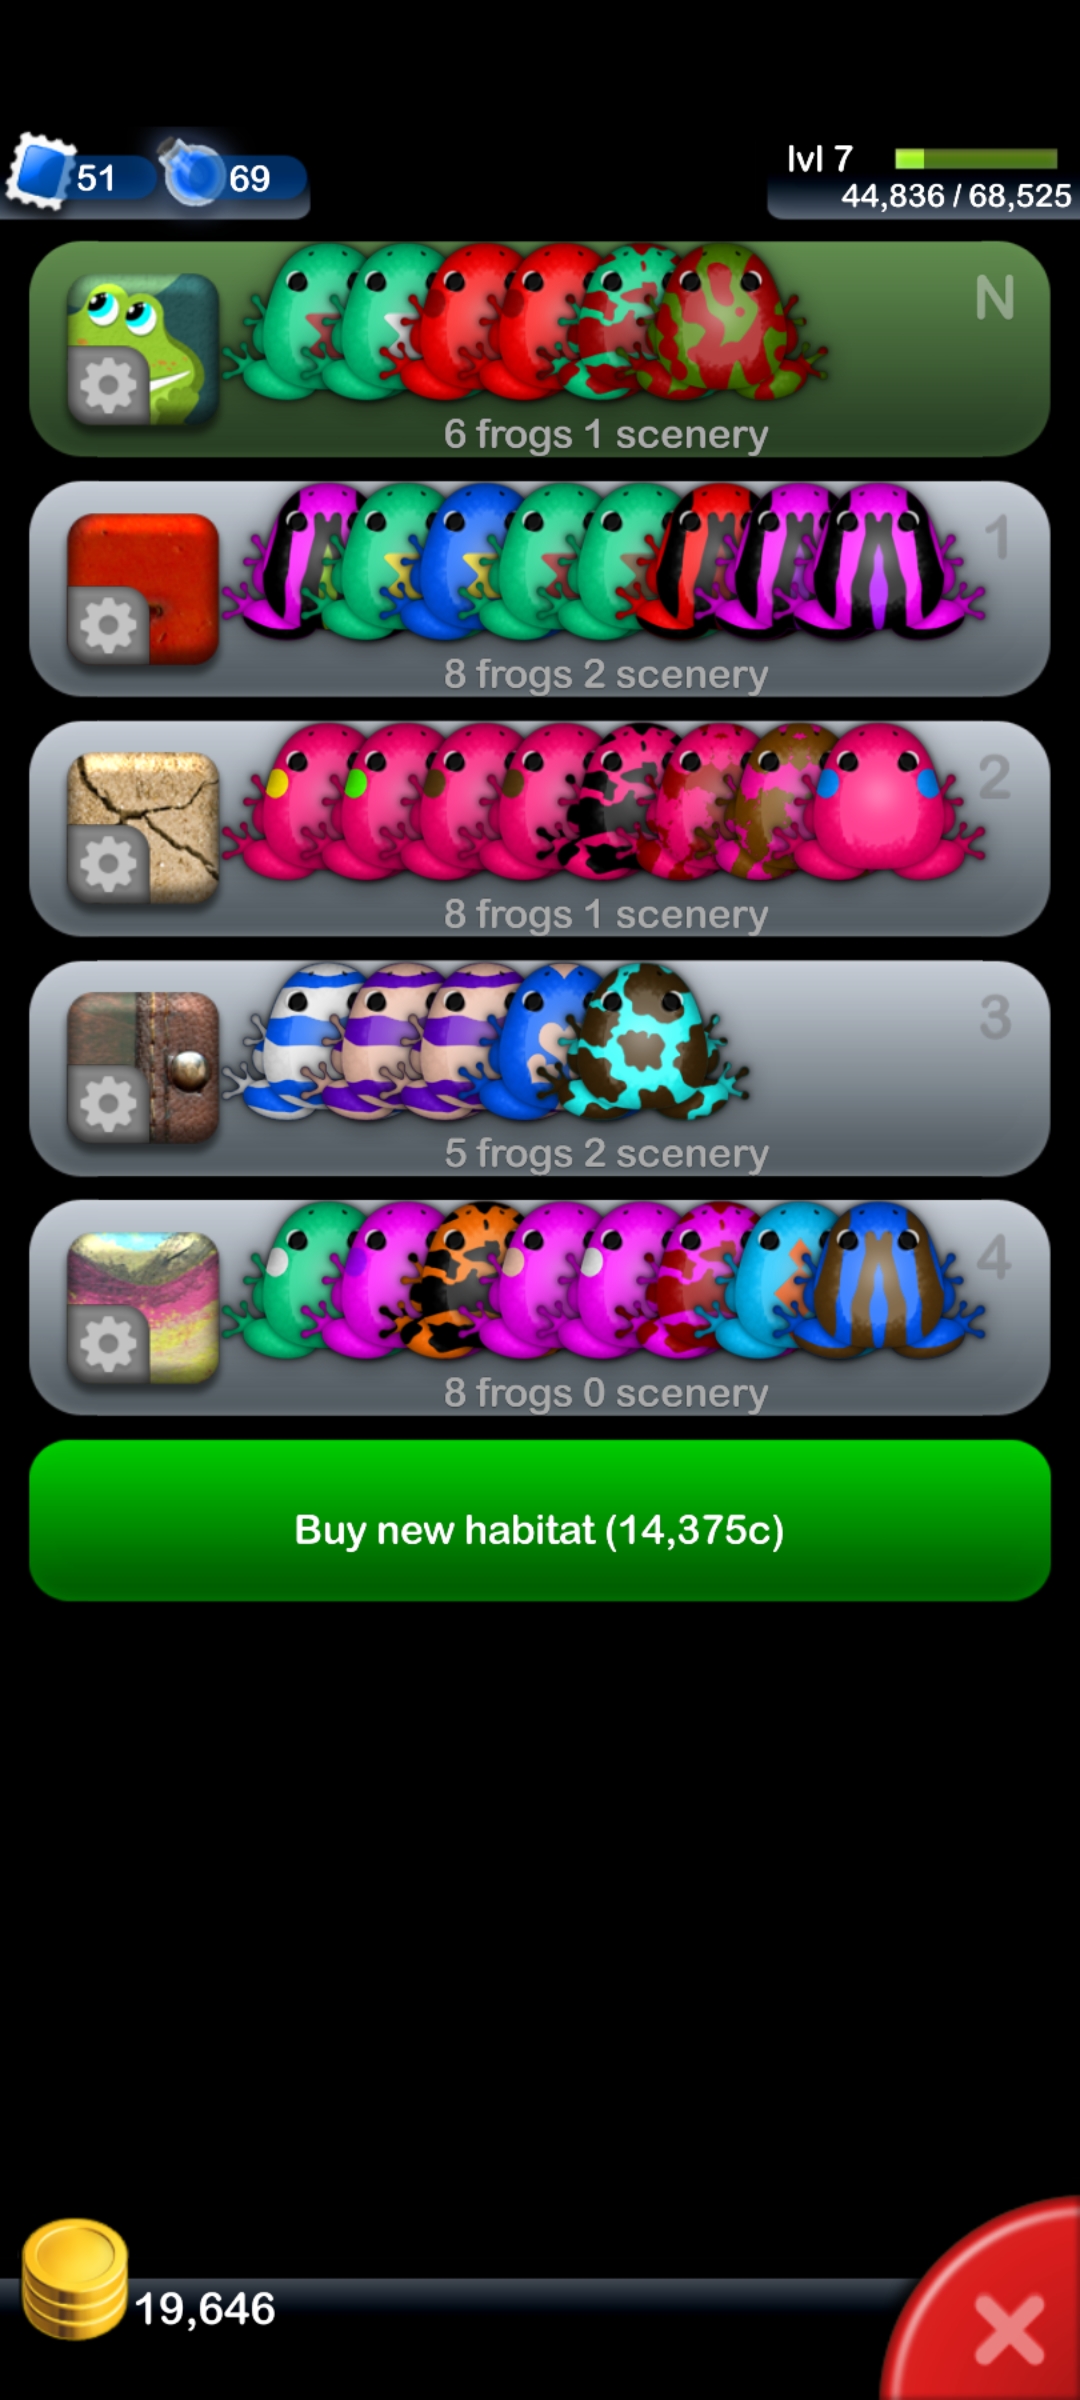 51
69
lvl 7
44,836 / 68,525
N
6 frogs 1 scenery
1
8 frogs 2 scenery
2
8 frogs 1 scenery
3
5 frogs 2 scenery
4
8 frogs 0 scenery
Buy new habitat (14,375c)
19,646